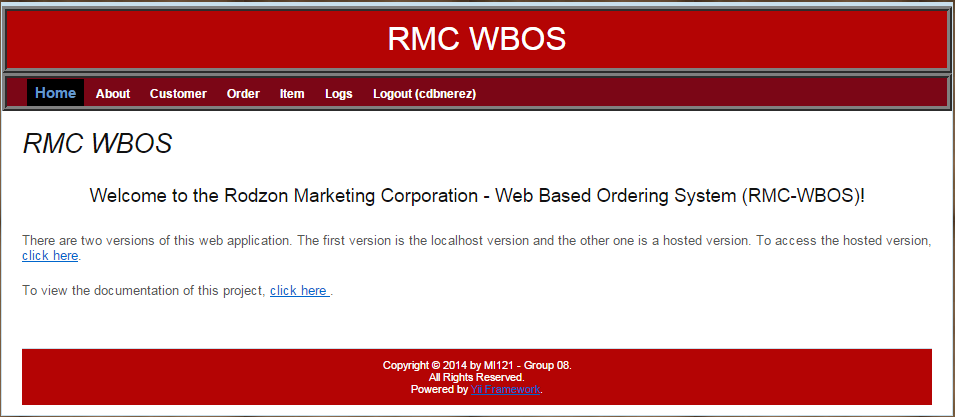 RMC WBOS
Home About Customer Order Item Logs Logout (cdbnerez)
RMC WBOS
Welcome to the Rodzon Marketing Corporation - Web Based Ordering System (RMC-WBOS)!
There are two versions of this web application. The first version is the localhost version and the other one is a hosted version. To access the hosted version,
click here.
To view the documentation of this project, click here .
Copyright © 2014 by MI121 - Group 08.
All Rights Reserved.
Powered by Yii Framework.